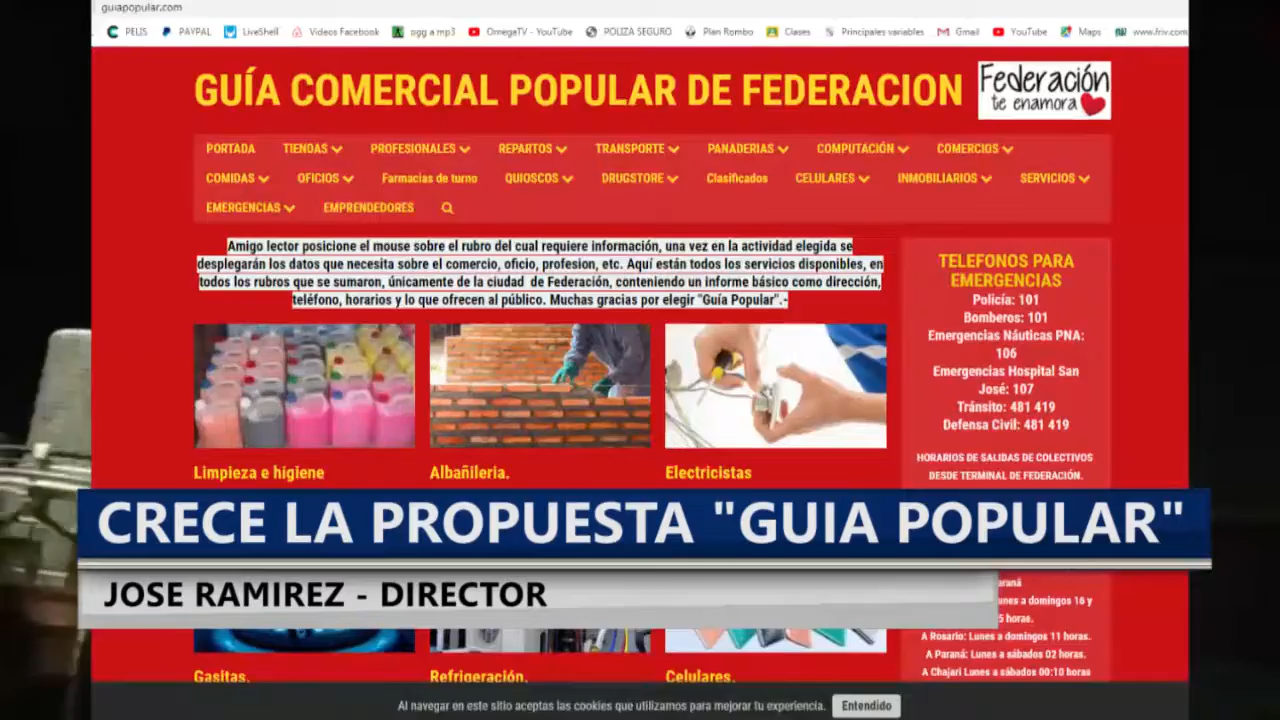 guiapopular.com
PELIS PAYPAL LiveShell Videos Facebook ogg a mp3 OmegaTV - YouTube POLIZA SEGURO Plan Rombo Clases Principales variables Gmail YouTube Maps www.friv.com
GUÍA COMERCIAL POPULAR DE FEDERACION
Federación
te enamora
PORTADA TIENDAS PROFESIONALES REPARTOS TRANSPORTE PANADERIAS COMPUTACIÓN COMERCIOS
COMIDAS OFICIOS Farmacias de turno QUIOSCOS DRUGSTORE Clasificados CELULARES INMOBILIARIOS SERVICIOS
EMERGENCIAS EMPRENDEDORES
Amigo lector posicione el mouse sobre el rubro del cual requiere información, una vez en la actividad elegida se
desplegarán los datos que necesita sobre el comercio, oficio, profesion, etc. Aquí están todos los servicios disponibles, en
todos los rubros que se sumaron, únicamente de la ciudad de Federación, conteniendo un informe básico como dirección,
teléfono, horarios y lo que ofrecen al público. Muchas gracias por elegir "Guía Popular".-
TELEFONOS PARA
EMERGENCIAS
Policía: 101
Bomberos: 101
Emergencias Náuticas PNA:
106
Emergencias Hospital San
José: 107
Tránsito: 481 419
Defensa Civil: 481 419
HORARIOS DE SALIDAS DE COLECTIVOS
DESDE TERMINAL DE FEDERACIÓN.
Limpieza e higiene
Albañileria.
Electricistas
CRECE LA PROPUESTA "GUIA POPULAR"
JOSE RAMIREZ - DIRECTOR
a domingos 16 y
horas.
A Rosario: Lunes a domingos 11 horas.
A Paraná: Lunes a sábados 02 horas.
A Chajari Lunes a sábados 00:10 horas
Gasitas.
Refrigeración.
Celulares.
Al navegar en este sitio aceptas las cookies que utilizamos para mejorar tu experiencia. Entendido